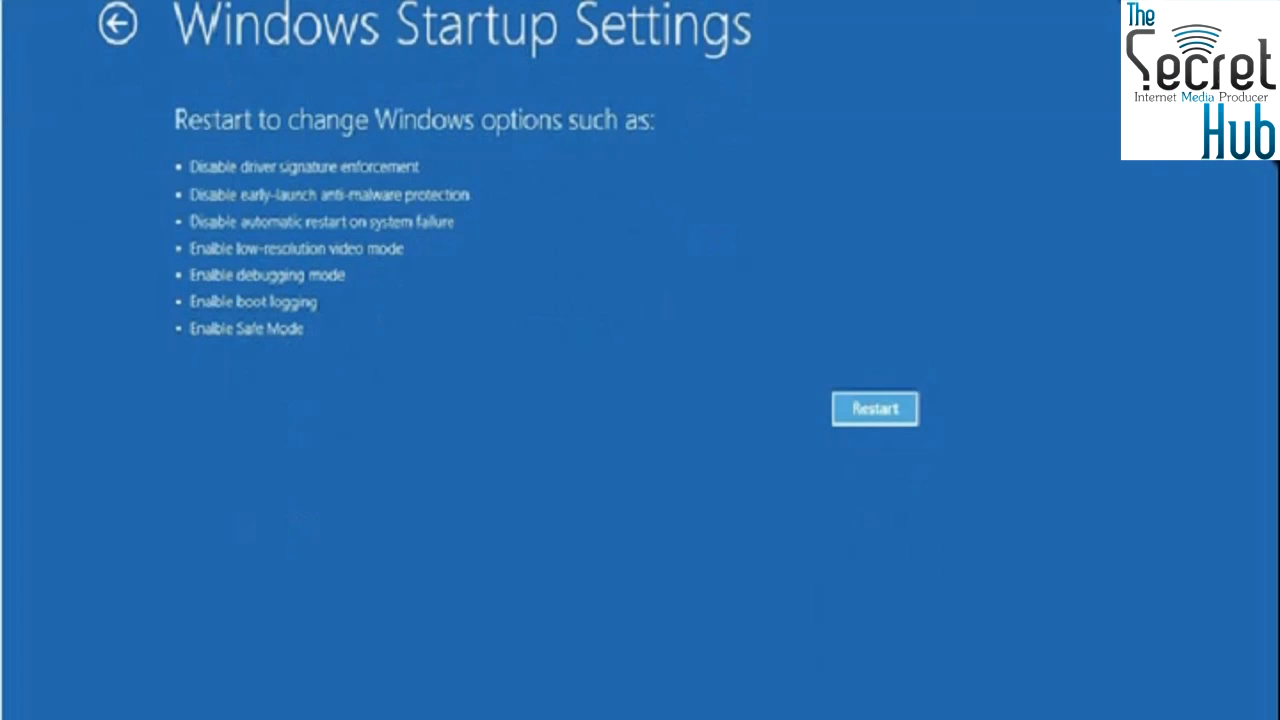 Windows Startup Settings
Restart to change Windows options such as:
• Disable driver signature enforcement
• Disable early-launch anti-malware protection
• Disable automatic restart on system failure
• Enable low-resolution video mode
• Enable debugging mode
• Enable boot logging
• Enable Safe Mode
Restart
The
Secret
Internet Media Producer
Hub